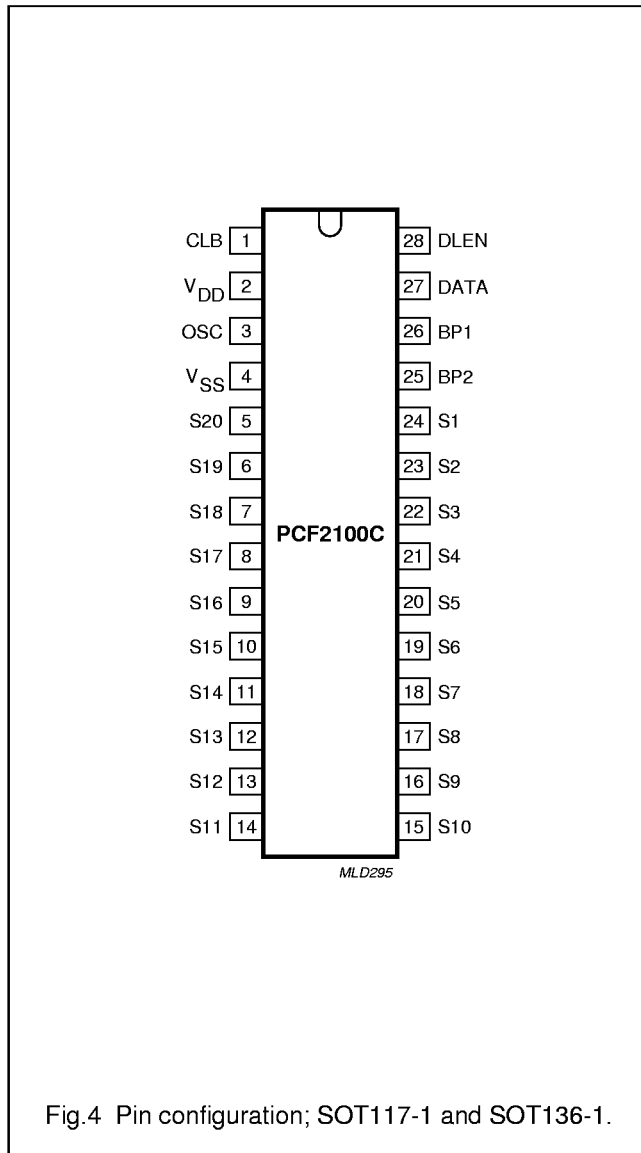 CLB 1 28 DLEN
VDD 2 27 DATA
OSC 3 26 BP1
VSS 4 25 BP2
S20 5 24 S1
S19 6 23 S2
S18 7 22 S3
PCF2100C
S17 8 21 S4
S16 9 20 S5
S15 10 19 S6
S14 11 18 S7
S13 12 17 S8
S12 13 16 S9
S11 14 15 S10
MLD295
Fig.4 Pin configuration; SOT117-1 and SOT136-1.